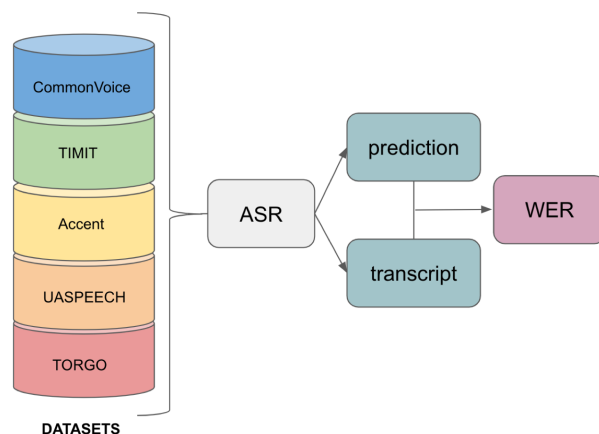 CommonVoice
TIMIT
Accent
UASPEECH
TORGO
DATASETS
ASR
prediction
transcript
WER